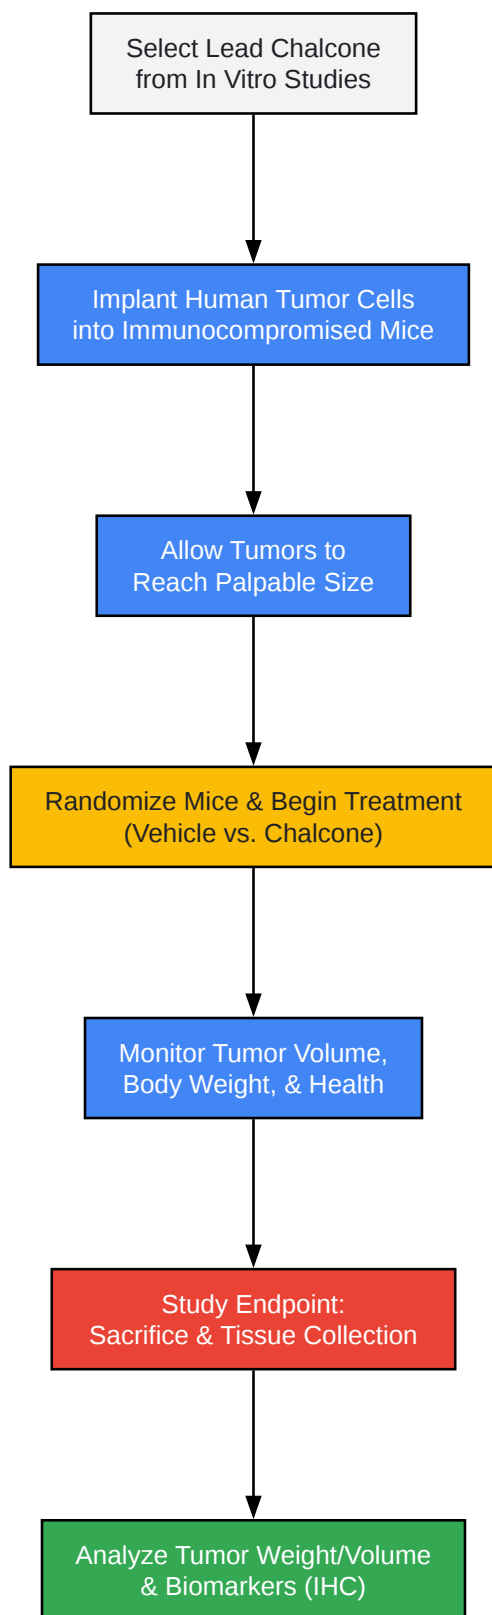 Select Lead Chalcone
from In Vitro Studies
Implant Human Tumor Cells
into Immunocompromised Mice
Allow Tumors to
Reach Palpable Size
Randomize Mice & Begin Treatment
(Vehicle vs. Chalcone)
Monitor Tumor Volume,
Body Weight, & Health
Study Endpoint:
Sacrifice & Tissue Collection
Analyze Tumor Weight/Volume
& Biomarkers (IHC)